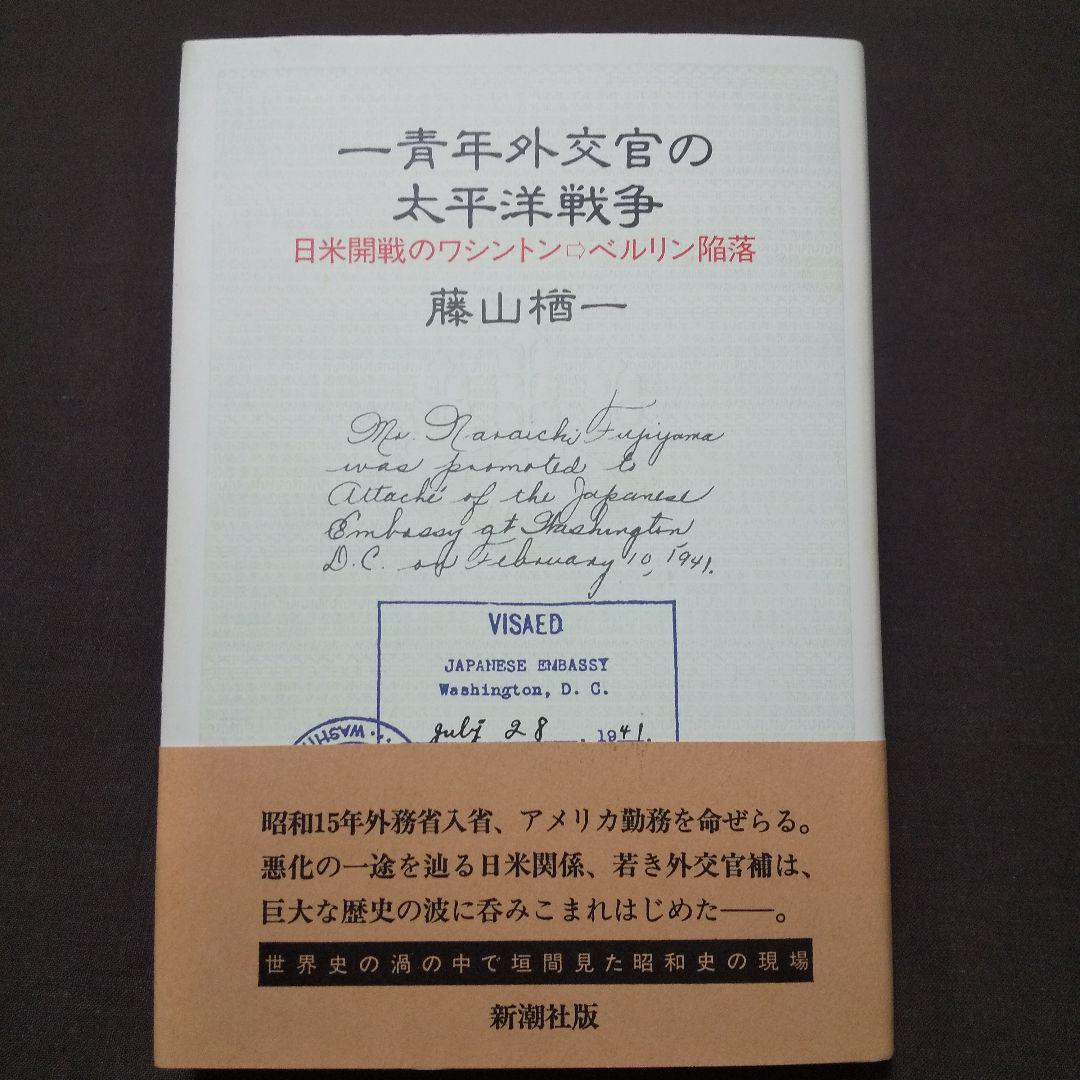 一青年外交官の
太平洋戦争
日米開戦のワシントン⇨ベルリン陥落
藤山楢一
Mr. Naraichi Fujiyama
was promoted to
Attaché of the Japanese
Embassy at Washington
D.C. on February 10, 1941.
VISAED
JAPANESE EMBASSY
Washington, D. C.
July 28, 1941.
昭和15年外務省入省、アメリカ勤務を命ぜらる。
悪化の一途を辿る日米関係、若き外交官補は、
巨大な歴史の波に呑みこまれはじめた――。
世界史の渦の中で垣間見た昭和史の現場
新潮社版